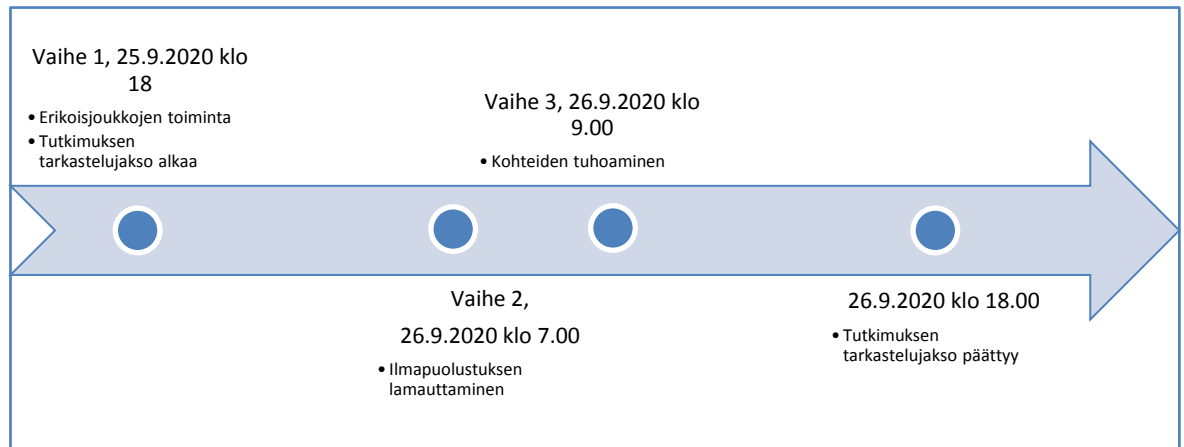 Vaihe 1, 25.9.2020 klo
18
• Erikoisjoukkojen toiminta
• Tutkimuksen
tarkastelujakso alkaa
Vaihe 2,
26.9.2020 klo 7.00
• Ilmapuolustuksen
lamauttaminen
Vaihe 3, 26.9.2020 klo
9.00
• Kohteiden tuhoaminen
26.9.2020 klo 18.00
• Tutkimuksen
tarkastelujakso päättyy